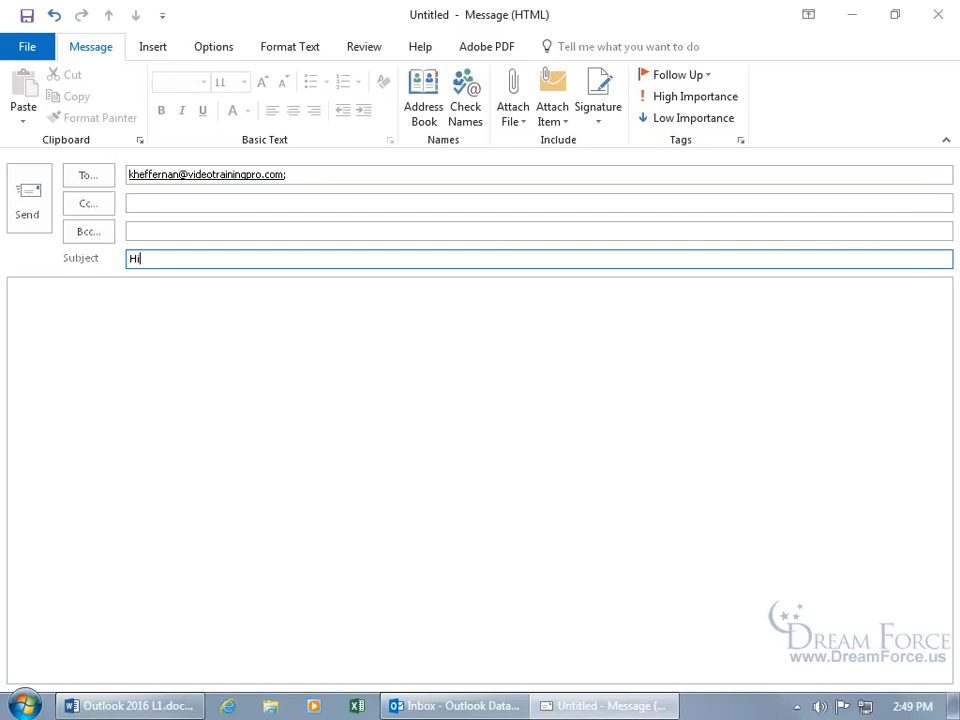 Untitled - Message (HTML)
File Message Insert Options Format Text Review Help Adobe PDF Tell me what you want to do
Paste
Cut
Copy
Format Painter
Clipboard
11
B I U A
Basic Text
Address Book
Check Names
Names
Attach File
Attach Item
Signature
Include
Follow Up
High Importance
Low Importance
Tags
Send
To... kheffernan@videotrainingpro.com;
Cc...
Bcc...
Subject Hi
DREAM FORCE
www.DreamForce.us
Outlook 2016 L1.doc... Inbox - Outlook Data... Untitled - Message (... 2:49 PM